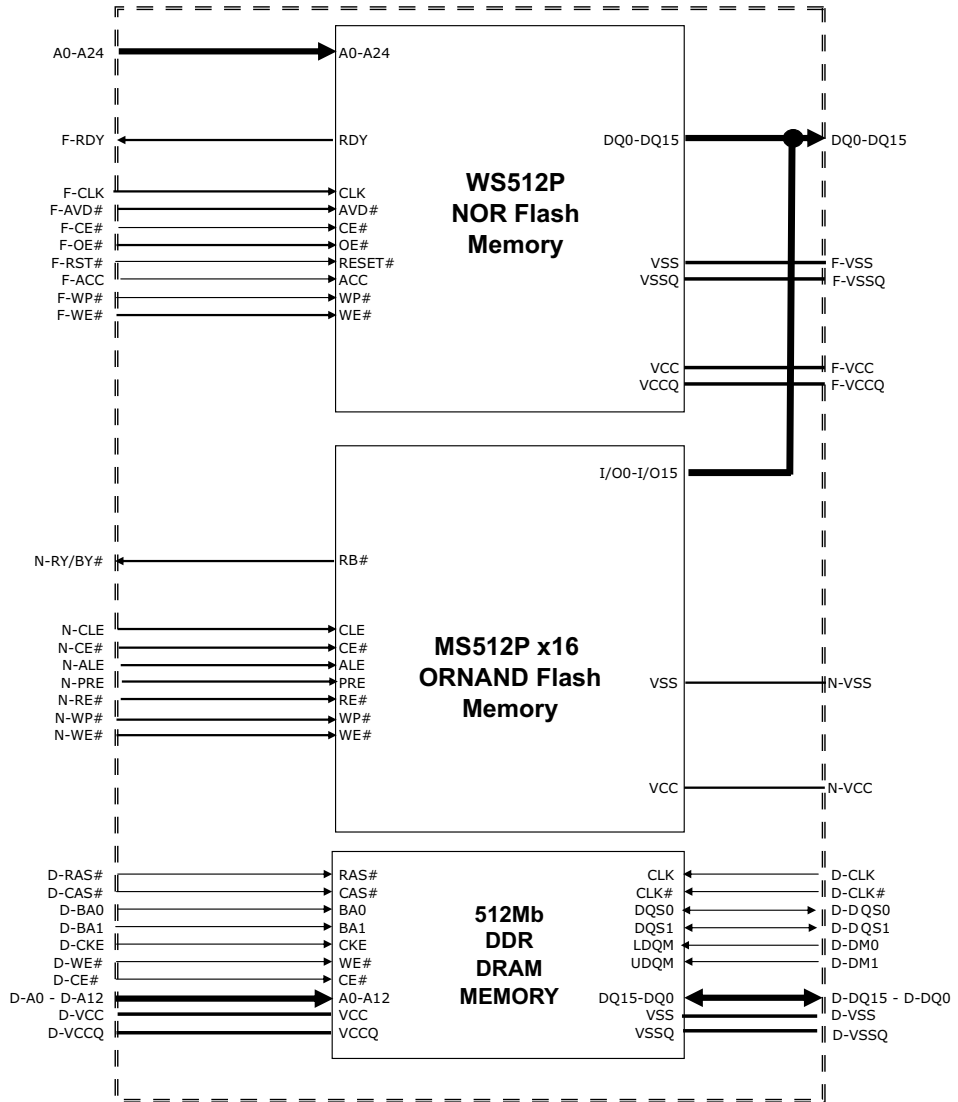 A0-A24 A0-A24
F-RDY RDY DQ0-DQ15 DQ0-DQ15
WS512P
NOR Flash
Memory
F-CLK CLK
F-AVD# AVD#
F-CE# CE#
F-OE# OE#
F-RST# RESET# VSS F-VSS
F-ACC ACC VSSQ F-VSSQ
F-WP# WP#
F-WE# WE#
VCC F-VCC
VCCQ F-VCCQ
I/O0-I/O15
N-RY/BY# RB#
MS512P x16
ORNAND Flash
Memory
N-CLE CLE
N-CE# CE#
N-ALE ALE
N-PRE PRE VSS N-VSS
N-RE# RE#
N-WP# WP#
N-WE# WE#
VCC N-VCC
512Mb
DDR
DRAM
MEMORY
D-RAS# RAS# CLK D-CLK
D-CAS# CAS# CLK# D-CLK#
D-BA0 BA0 DQS0 D-DQS0
D-BA1 BA1 DQS1 D-DQS1
D-CKE CKE LDQM D-DM0
D-WE# WE# UDQM D-DM1
D-CE# CE#
D-A0 - D-A12 A0-A12 DQ15-DQ0 D-DQ15 - D-DQ0
D-VCC VCC VSS D-VSS
D-VCCQ VCCQ VSSQ D-VSSQ